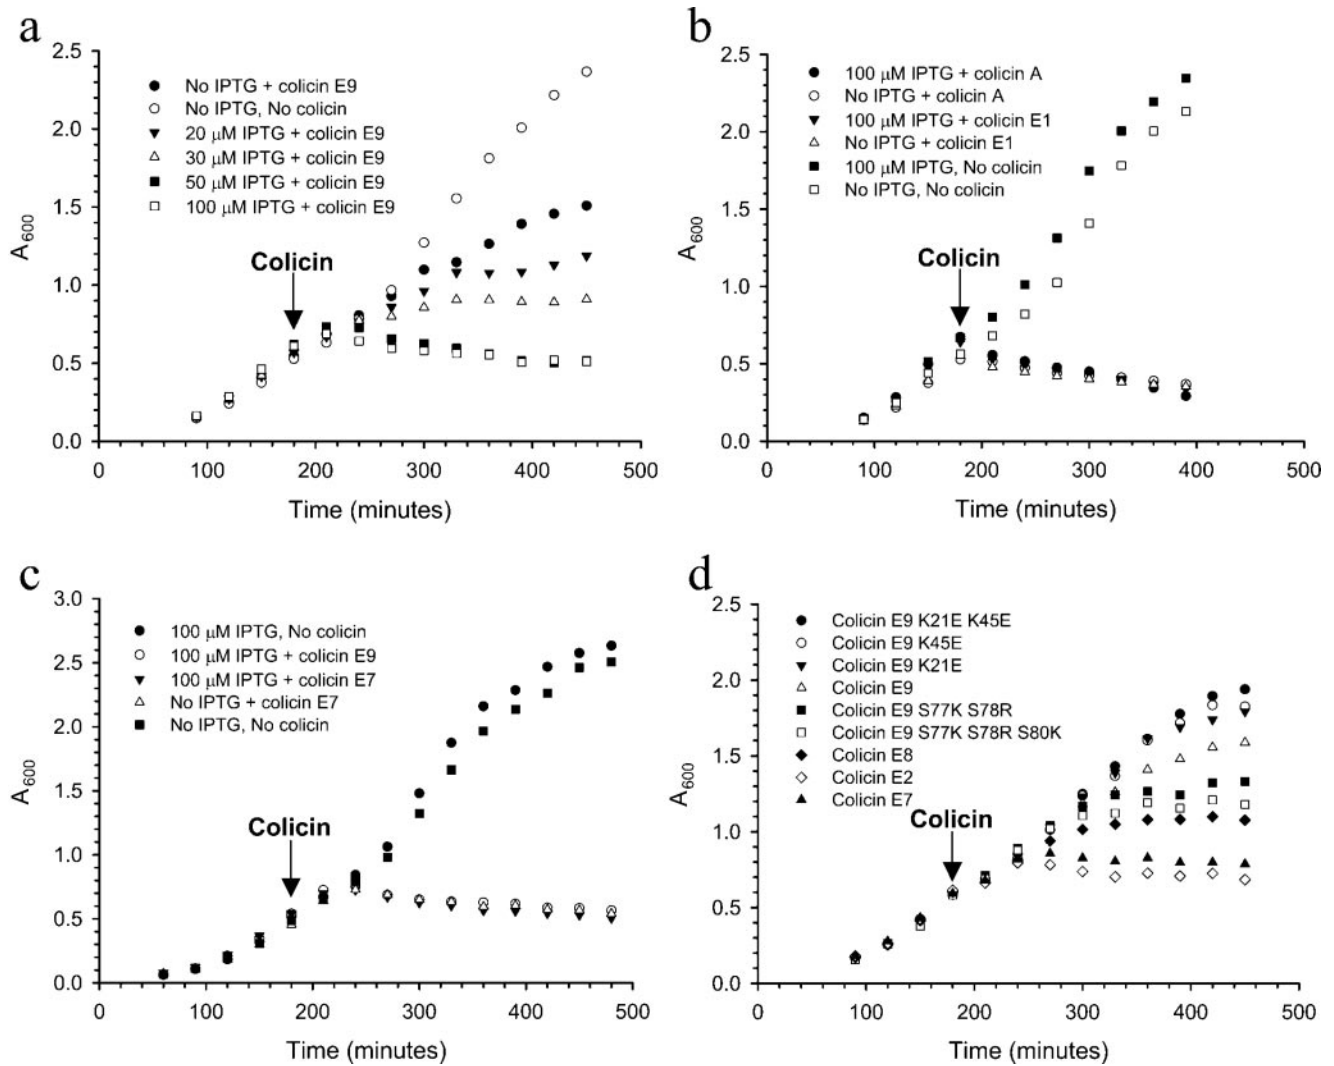 a
2.5
2.0
1.5
1.0
0.5
0.0
A600
No IPTG + colicin E9
No IPTG, No colicin
20 μM IPTG + colicin E9
30 μM IPTG + colicin E9
50 μM IPTG + colicin E9
100 μM IPTG + colicin E9
Colicin
0 100 200 300 400 500
Time (minutes)
b
2.5
2.0
1.5
1.0
0.5
0.0
A600
100 μM IPTG + colicin A
No IPTG + colicin A
100 μM IPTG + colicin E1
No IPTG + colicin E1
100 μM IPTG, No colicin
No IPTG, No colicin
Colicin
0 100 200 300 400 500
Time (minutes)
c
3.0
2.5
2.0
1.5
1.0
0.5
0.0
A600
100 μM IPTG, No colicin
100 μM IPTG + colicin E9
100 μM IPTG + colicin E7
No IPTG + colicin E7
No IPTG, No colicin
Colicin
0 100 200 300 400 500
Time (minutes)
d
2.5
2.0
1.5
1.0
0.5
0.0
A600
Colicin E9 K21E K45E
Colicin E9 K45E
Colicin E9 K21E
Colicin E9
Colicin E9 S77K S78R
Colicin E9 S77K S78R S80K
Colicin E8
Colicin E2
Colicin E7
Colicin
0 100 200 300 400 500
Time (minutes)